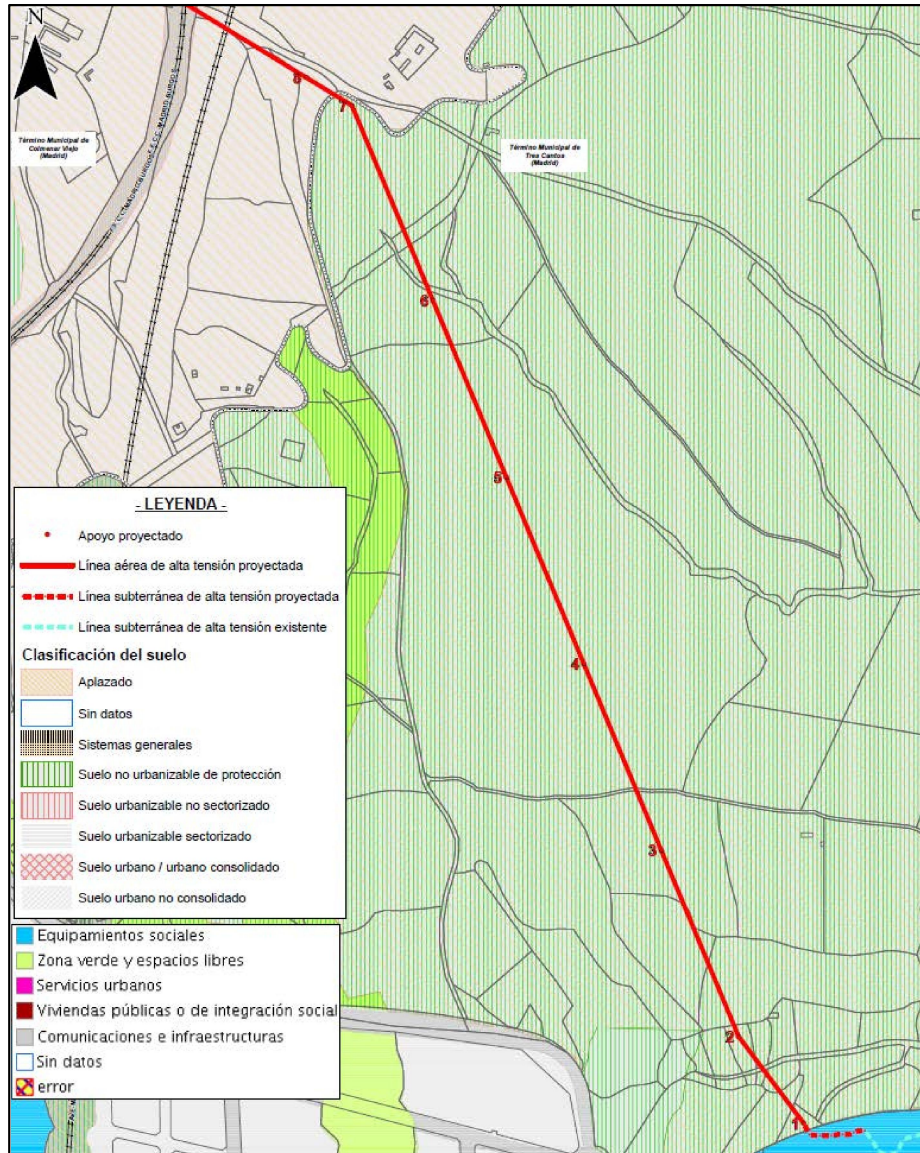 N
8
7
Término Municipal de
Colmenar Viejo
(Madrid)
Término Municipal de
Tres Cantos
(Madrid)
6
5
- LEYENDA -
Apoyo proyectado
Línea aérea de alta tensión proyectada
Línea subterránea de alta tensión proyectada
Línea subterránea de alta tensión existente
Clasificación del suelo
Aplazado
Sin datos
Sistemas generales
Suelo no urbanizable de protección
Suelo urbanizable no sectorizado
Suelo urbanizable sectorizado
Suelo urbano / urbano consolidado
Suelo urbano no consolidado
4
3
Equipamientos sociales
Zona verde y espacios libres
Servicios urbanos
Viviendas públicas o de integración social
Comunicaciones e infraestructuras
Sin datos
error
2
1